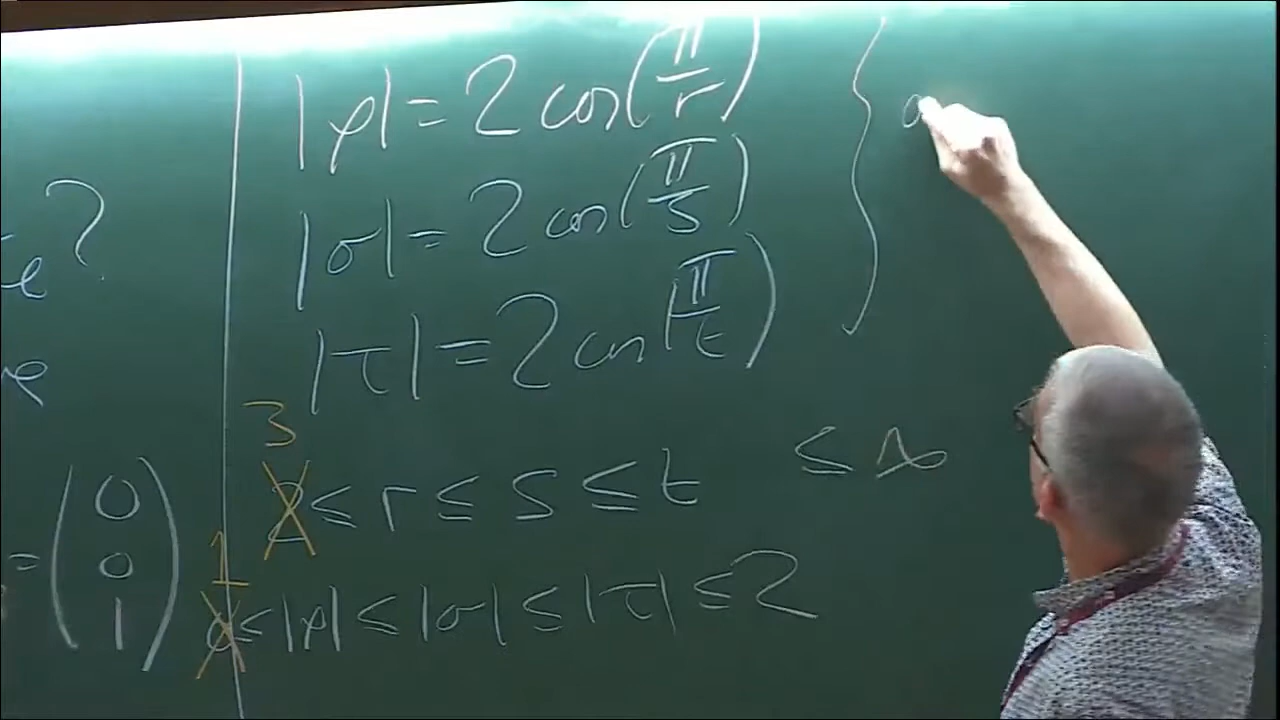 |ρ| = 2 cos(π/r)
|σ| = 2 cos(π/s)
|τ| = 2 cos(π/t)
?
3
2 ≤ r ≤ s ≤ t ≤ ∞
1
0 ≤ |ρ| ≤ |σ| ≤ |τ| ≤ 2
= (0
0
1)